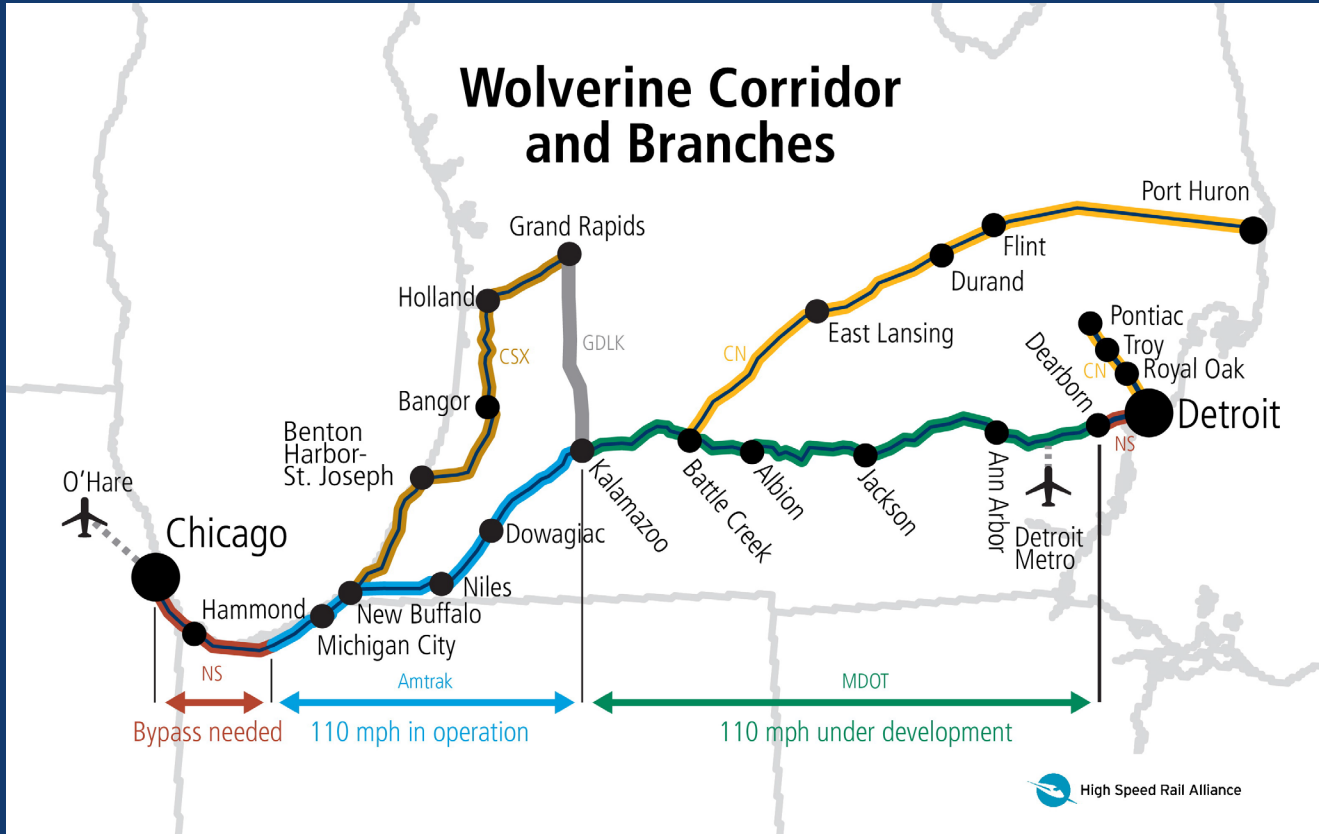 Wolverine Corridor
and Branches
Port Huron
Grand Rapids
Flint
Durand
Holland
Pontiac
East Lansing
GDLK
Troy
CSX
CN
CN
Royal Oak
Dearborn
Bangor
Detroit
Benton
Harbor-
St. Joseph
NS
O'Hare
Kalamazoo
Battle Creek
Albion
Jackson
Ann Arbor
Detroit
Metro
Chicago
Dowagiac
Niles
Hammond
New Buffalo
Michigan City
NS
Amtrak
MDOT
Bypass needed
110 mph in operation
110 mph under development
High Speed Rail Alliance